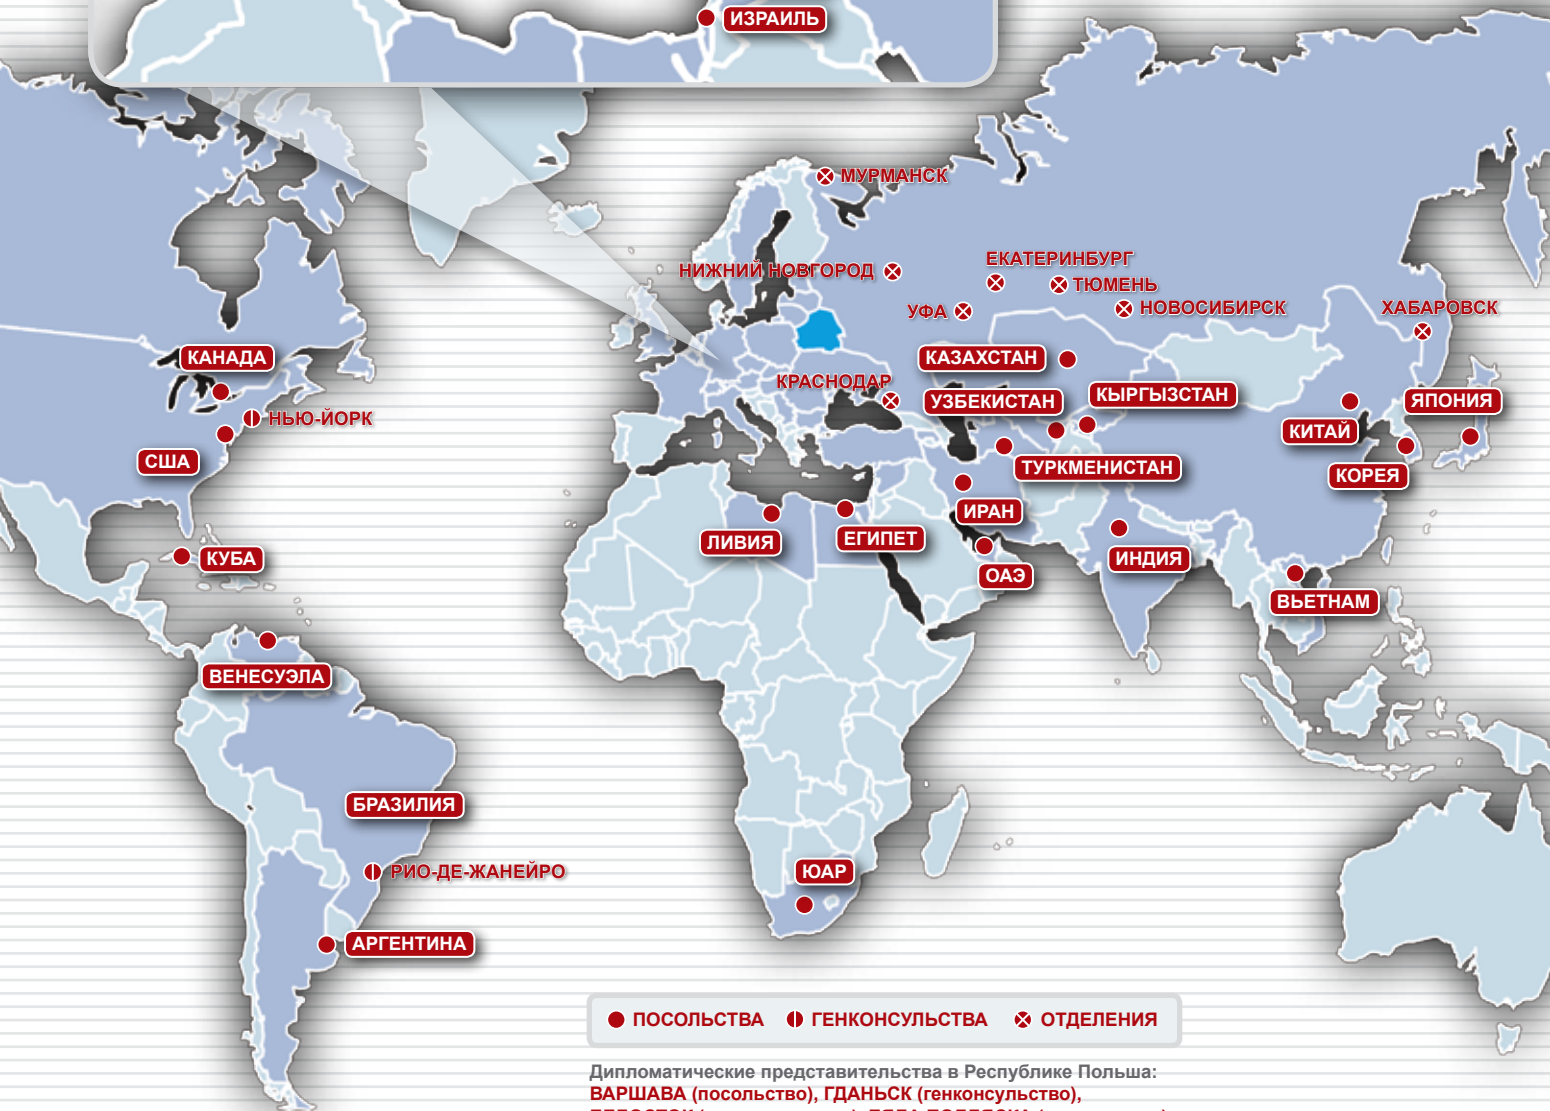 ИЗРАИЛЬ
МУРМАНСК
НИЖНИЙ НОВГОРОД
ЕКАТЕРИНБУРГ
ТЮМЕНЬ
УФА
НОВОСИБИРСК
ХАБАРОВСК
КАНАДА
КАЗАХСТАН
КРАСНОДАР
УЗБЕКИСТАН
КЫРГЫЗСТАН
ЯПОНИЯ
НЬЮ-ЙОРК
КИТАЙ
США
ТУРКМЕНИСТАН
КОРЕЯ
ИРАН
ЛИВИЯ
ЕГИПЕТ
КУБА
ИНДИЯ
ОАЭ
ВЬЕТНАМ
ВЕНЕСУЭЛА
БРАЗИЛИЯ
РИО-ДЕ-ЖАНЕЙРО
ЮАР
АРГЕНТИНА
ПОСОЛЬСТВА ГЕНКОНСУЛЬСТВА ОТДЕЛЕНИЯ
Дипломатические представительства в Республике Польша:
ВАРШАВА (посольство), ГДАНЬСК (генконсульство),